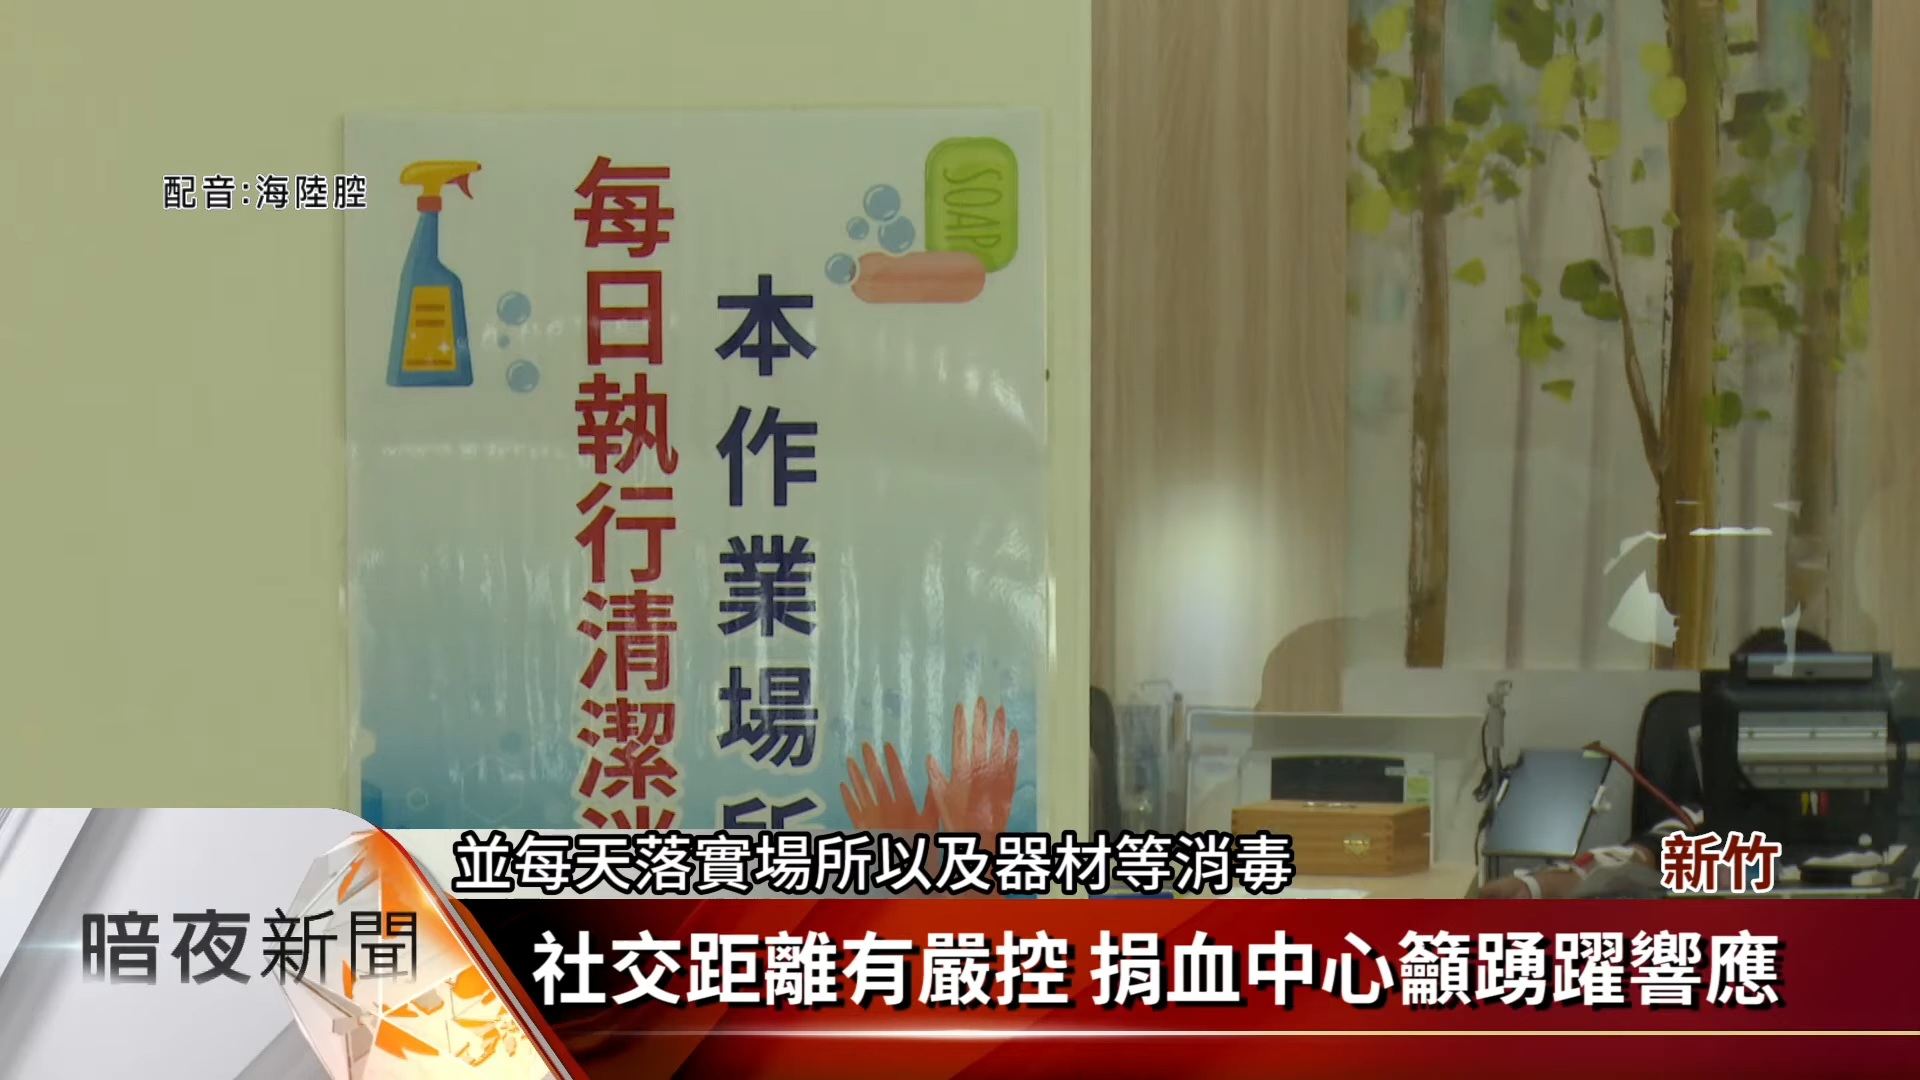 配音:海陸腔
SOAP
本作業場所
每日執行清潔消
並每天落實場所以及器材等消毒
新竹
暗夜新聞
社交距離有嚴控 捐血中心籲踴躍響應